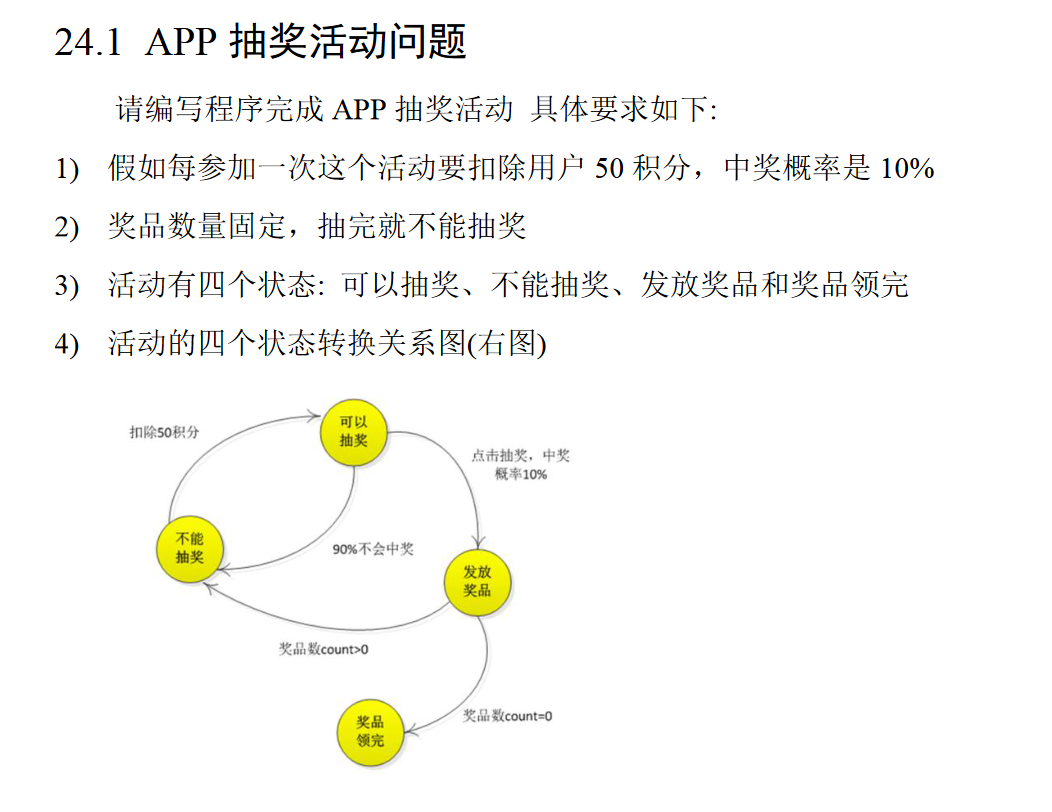 24.1 APP 抽奖活动问题
请编写程序完成 APP 抽奖活动 具体要求如下:
1) 假如每参加一次这个活动要扣除用户 50 积分，中奖概率是 10%
2) 奖品数量固定，抽完就不能抽奖
3) 活动有四个状态: 可以抽奖、不能抽奖、发放奖品和奖品领完
4) 活动的四个状态转换关系图(右图)
可以
抽奖
扣除50积分
点击抽奖，中奖
概率10%
不能
抽奖
90%不会中奖
发放
奖品
奖品数count>0
奖品
领完
奖品数count=0